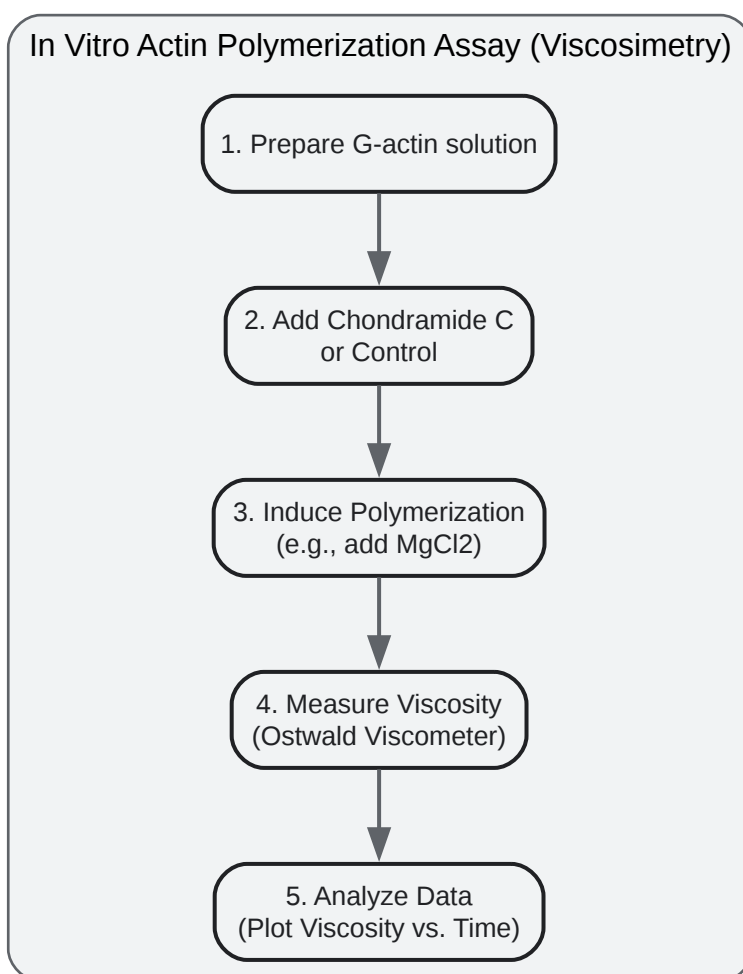 In Vitro Actin Polymerization Assay (Viscosimetry)
1. Prepare G-actin solution
2. Add Chondramide C
or Control
3. Induce Polymerization
(e.g., add MgCl2)
4. Measure Viscosity
(Ostwald Viscometer)
5. Analyze Data
(Plot Viscosity vs. Time)